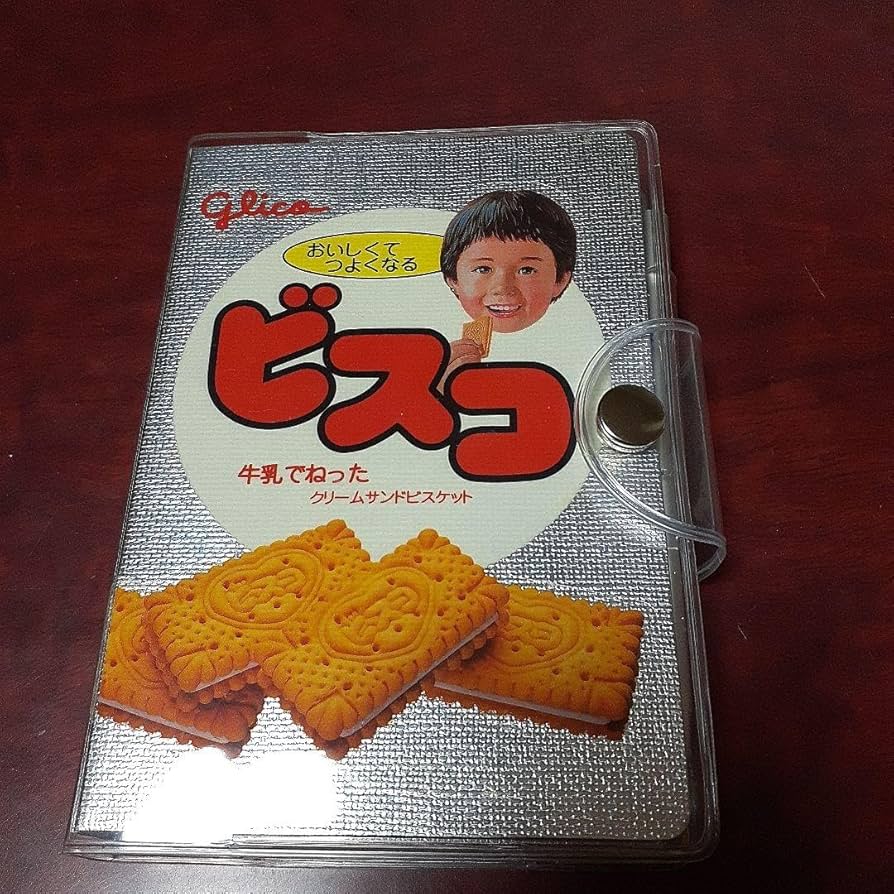 glico
おいしくて
つよくなる
ビスコ
牛乳でねった
クリームサンドビスケット